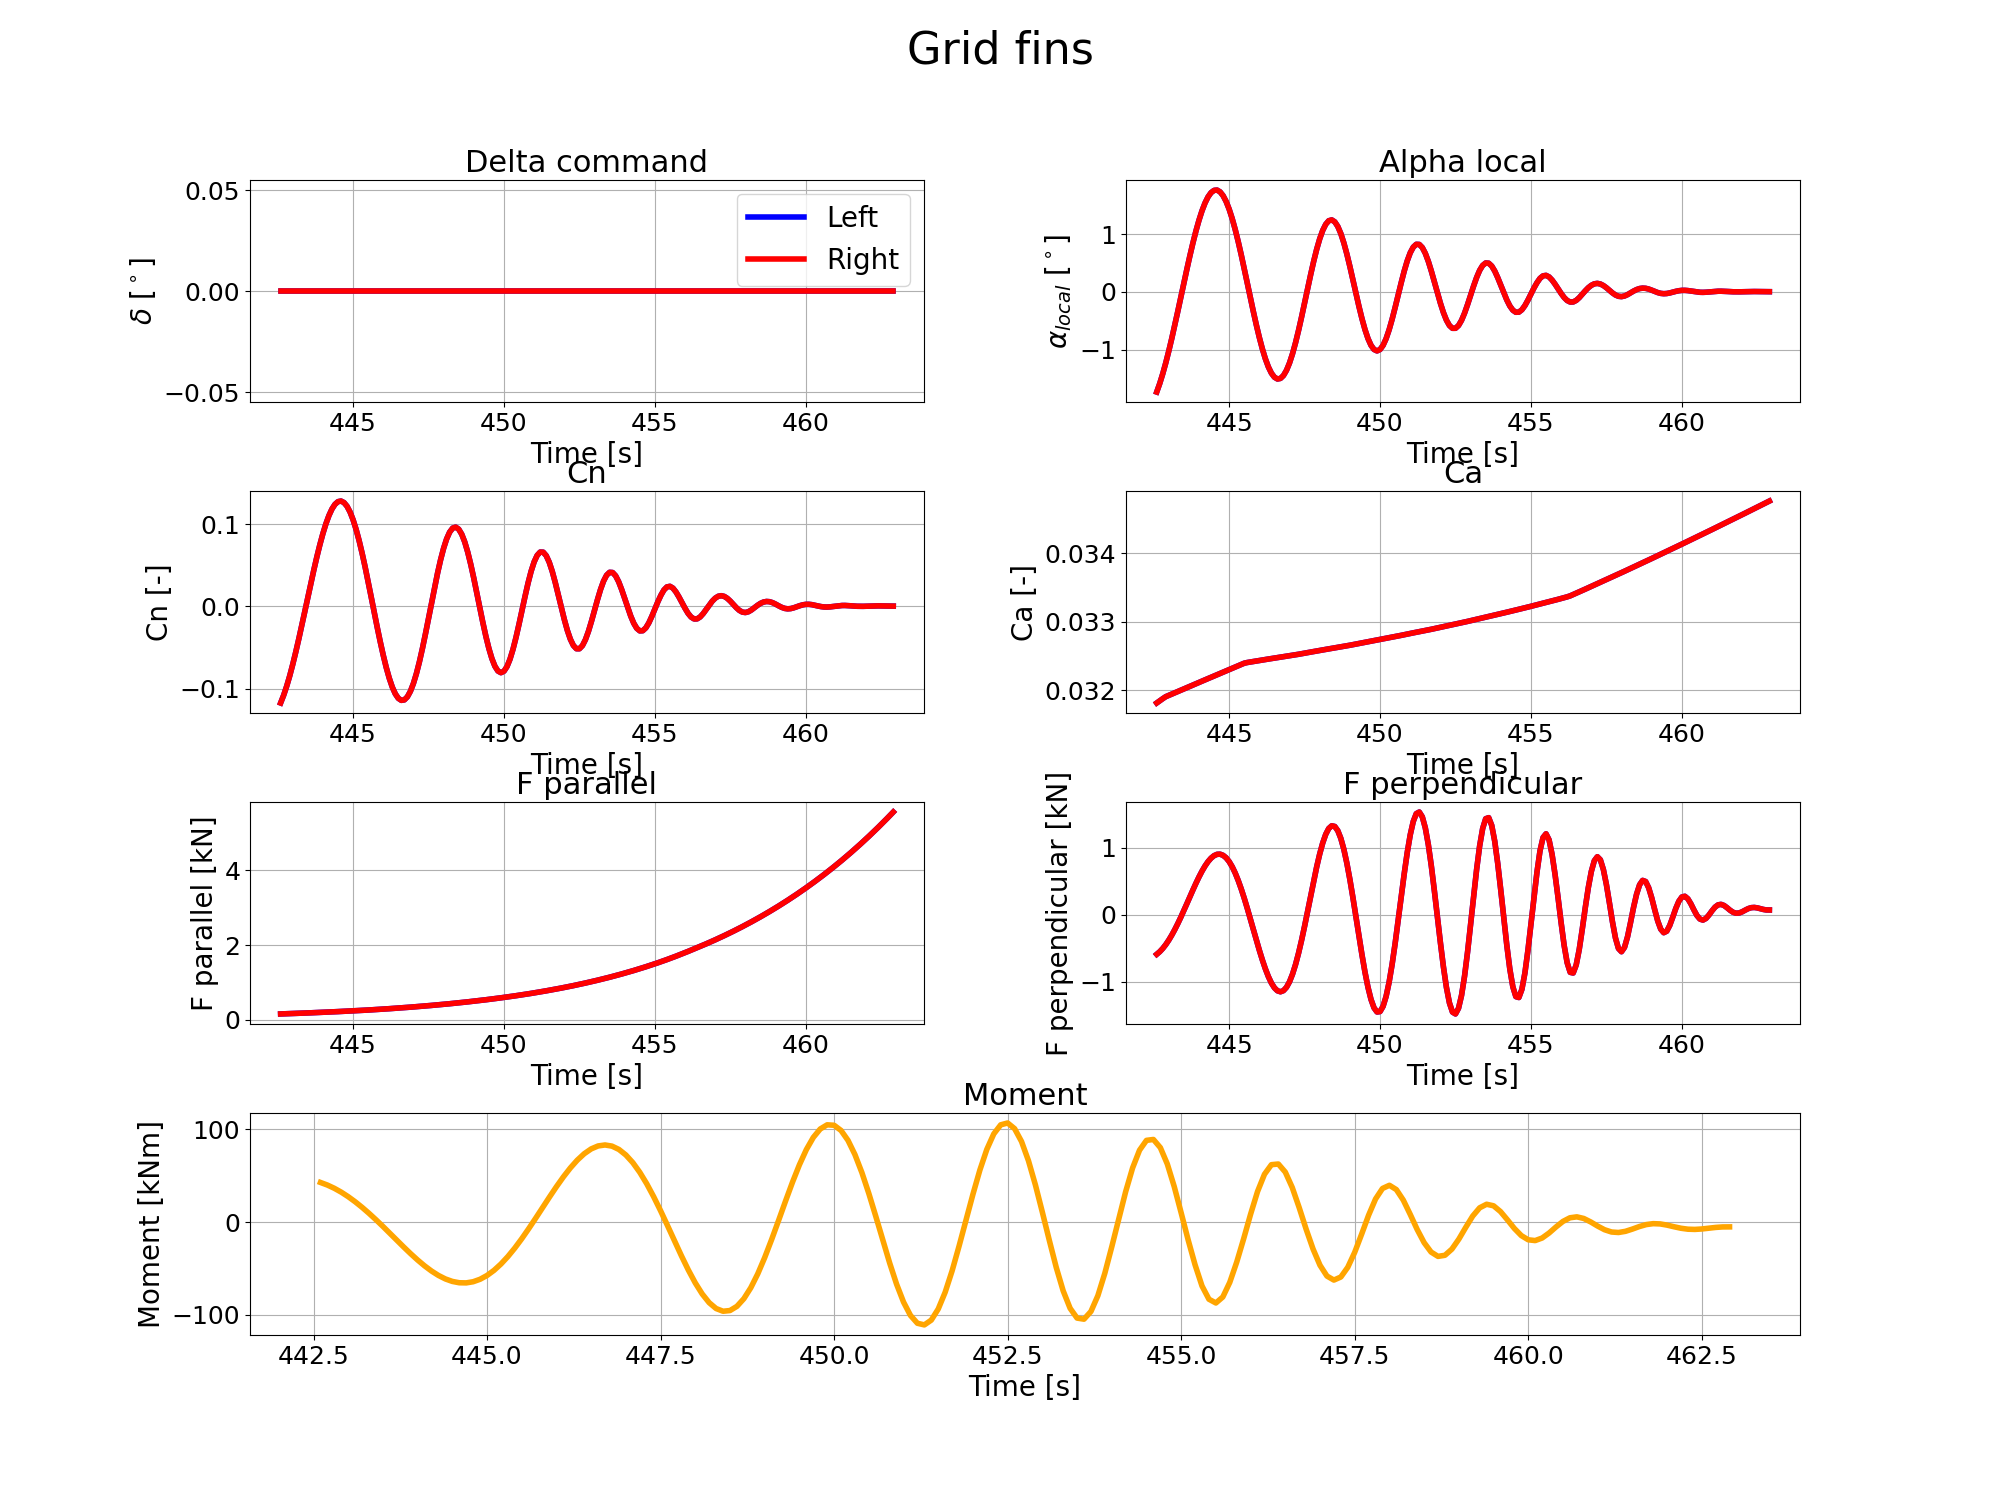 Grid fins
Delta command
δ [°]
0.05
0.00
−0.05
Left
Right
445 450 455 460
Time [s]
Alpha local
α_local [°]
1
0
−1
445 450 455 460
Time [s]
Cn
Cn [-]
0.1
0.0
−0.1
445 450 455 460
Time [s]
Ca
Ca [-]
0.034
0.033
0.032
445 450 455 460
Time [s]
F parallel
F parallel [kN]
4
2
0
445 450 455 460
Time [s]
F perpendicular
F perpendicular [kN]
1
0
−1
445 450 455 460
Time [s]
Moment
Moment [kNm]
100
0
−100
442.5 445.0 447.5 450.0 452.5 455.0 457.5 460.0 462.5
Time [s]